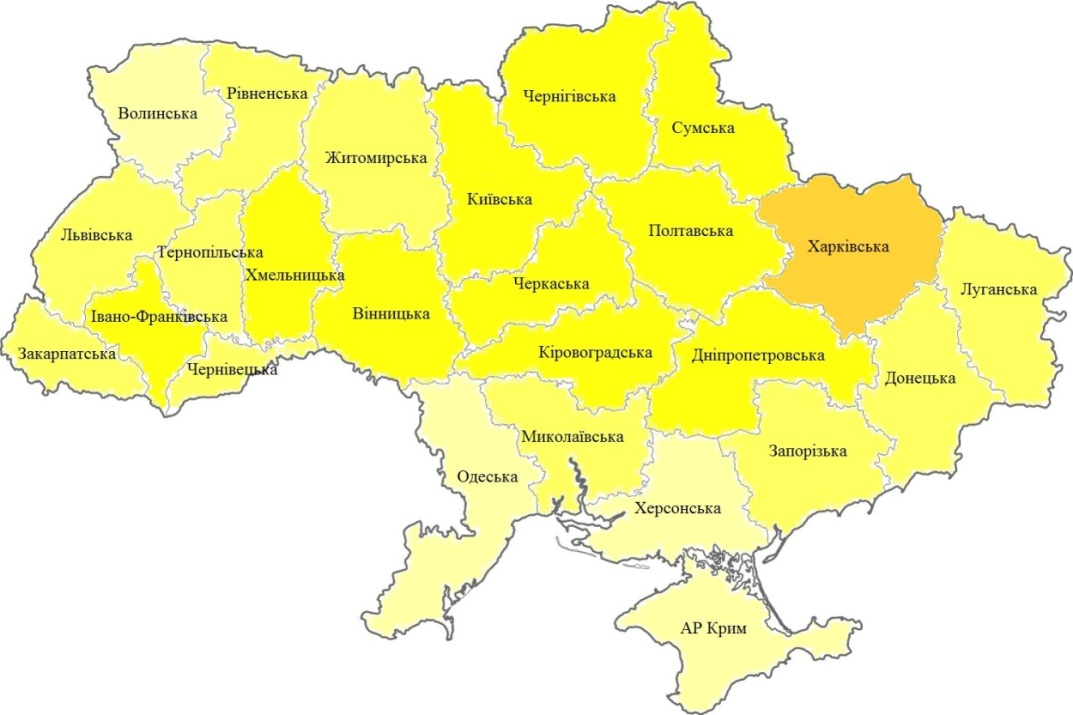 Чернігівська
Рівненська
Волинська
Сумська
Житомирська
Київська
Полтавська
Львівська
Харківська
Тернопільська
Хмельницька
Черкаська
Луганська
Вінницька
Івано-Франківська
Кіровоградська
Закарпатська
Дніпропетровська
Чернівецька
Донецька
Миколаївська
Запорізька
Одеська
Херсонська
АР Крим